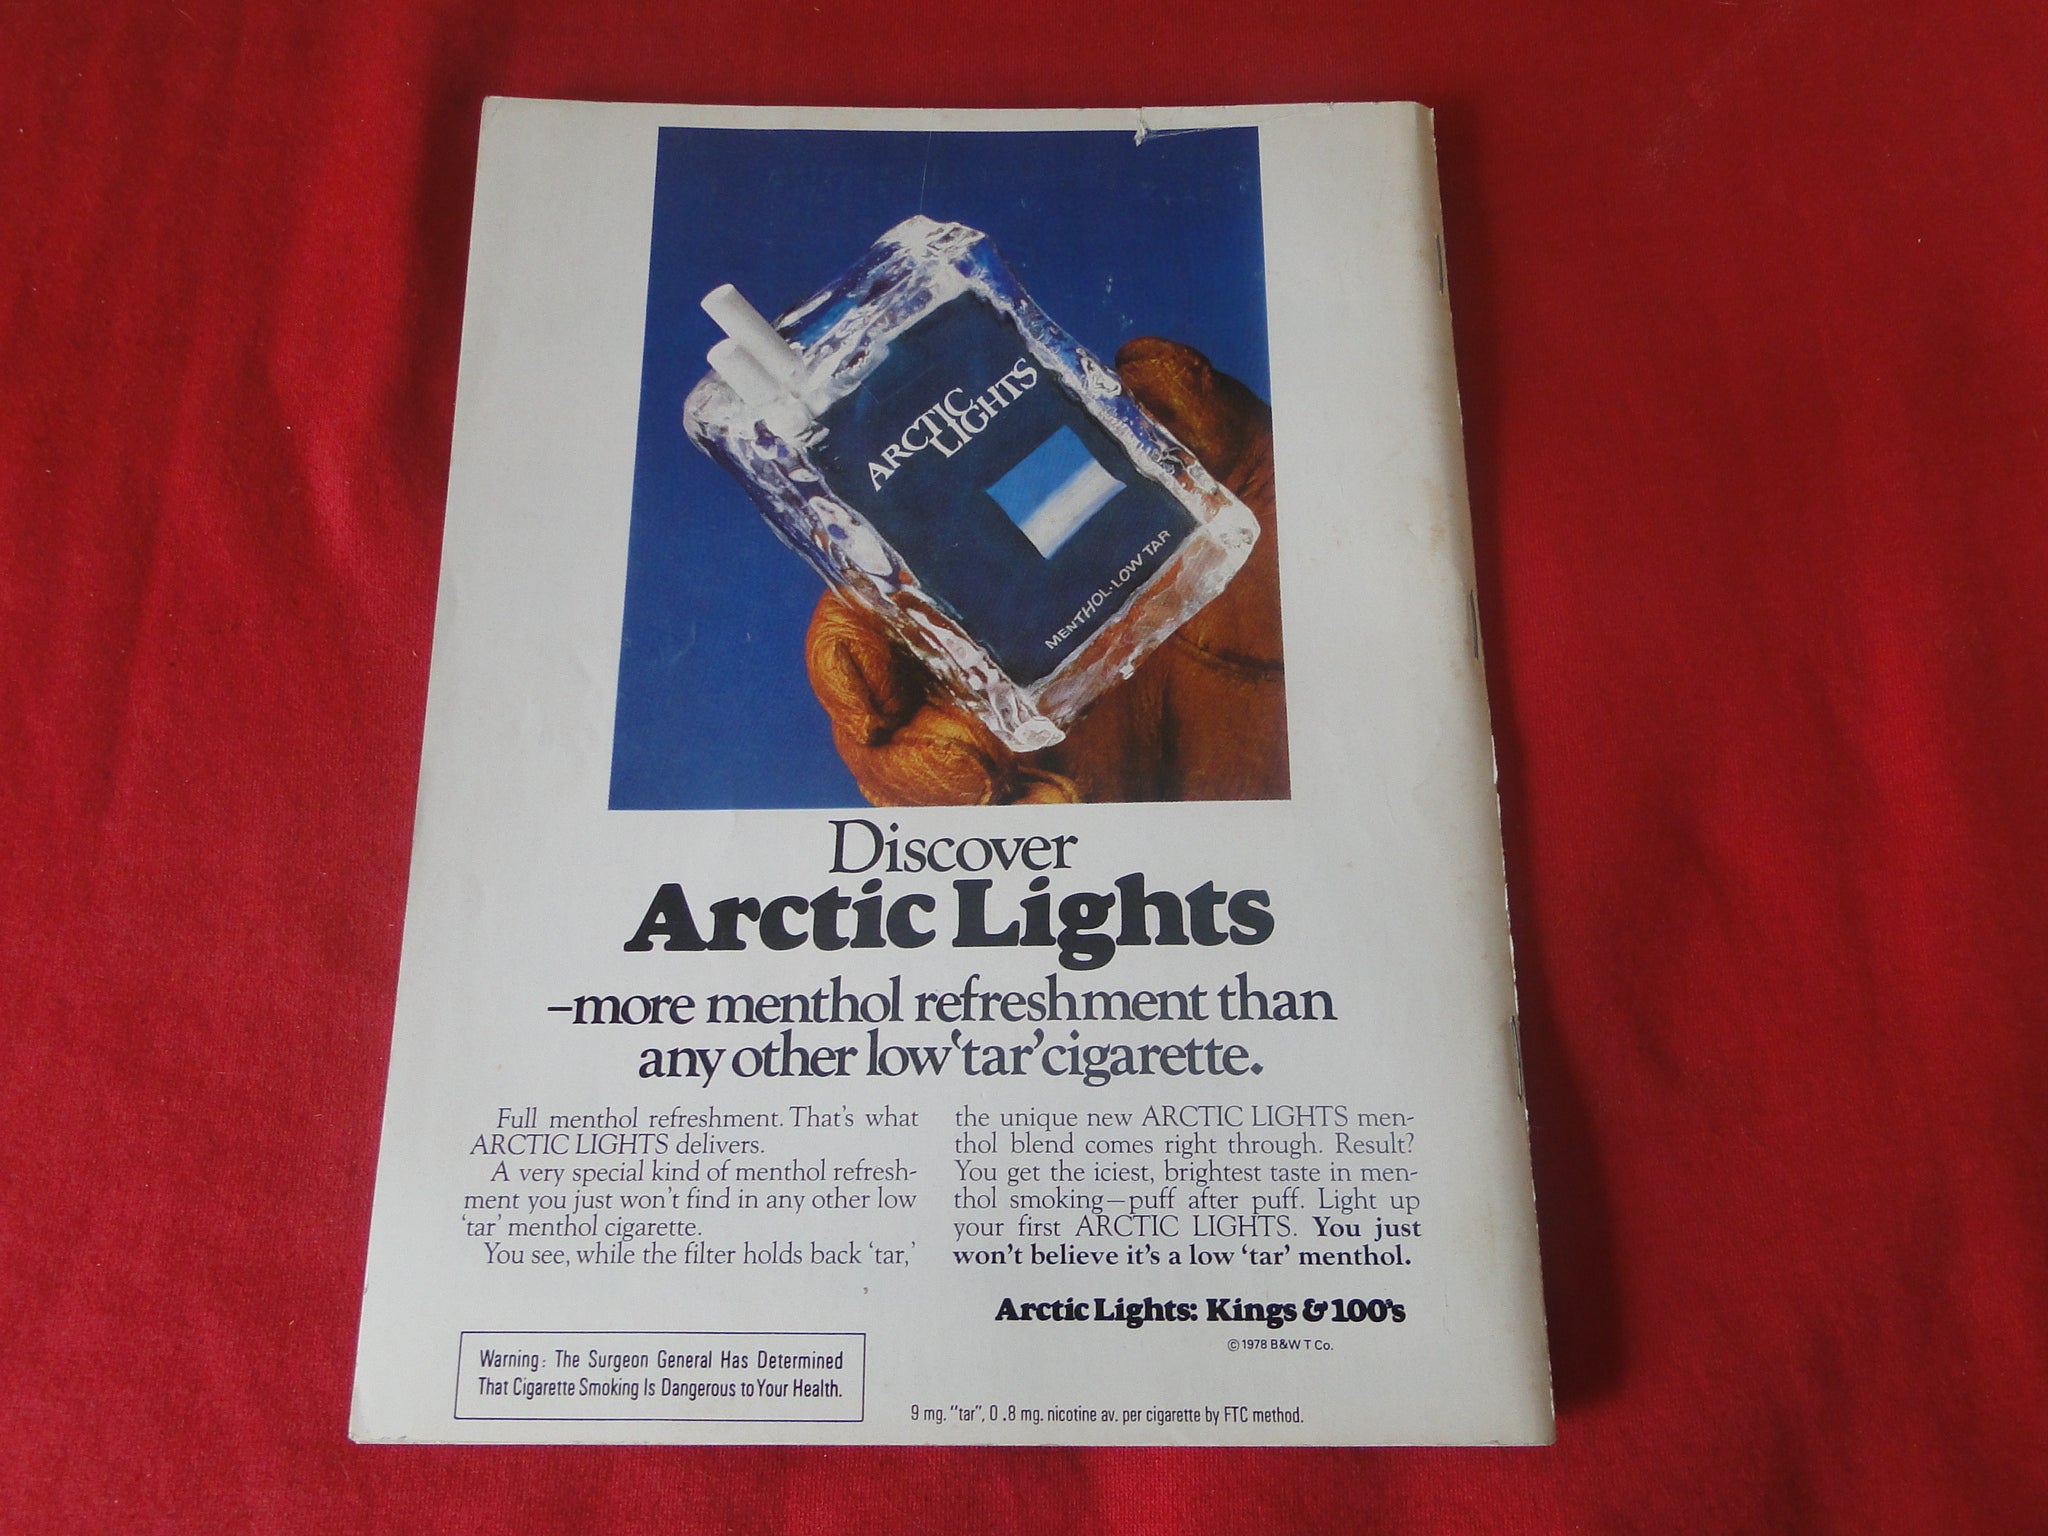 ARCTIC
LIGHTS
MENTHOL·LOW TAR
Discover
Arctic Lights
–more menthol refreshment than
any other low 'tar' cigarette.
Full menthol refreshment. That's what
ARCTIC LIGHTS delivers.
A very special kind of menthol refresh-
ment you just won't find in any other low
'tar' menthol cigarette.
You see, while the filter holds back 'tar,'
the unique new ARCTIC LIGHTS men-
thol blend comes right through. Result?
You get the iciest, brightest taste in men-
thol smoking—puff after puff. Light up
your first ARCTIC LIGHTS. You just
won't believe it's a low 'tar' menthol.
Arctic Lights: Kings & 100's
© 1978 B&W T Co.
Warning: The Surgeon General Has Determined
That Cigarette Smoking Is Dangerous to Your Health.
9 mg. "tar", 0.8 mg. nicotine av. per cigarette by FTC method.